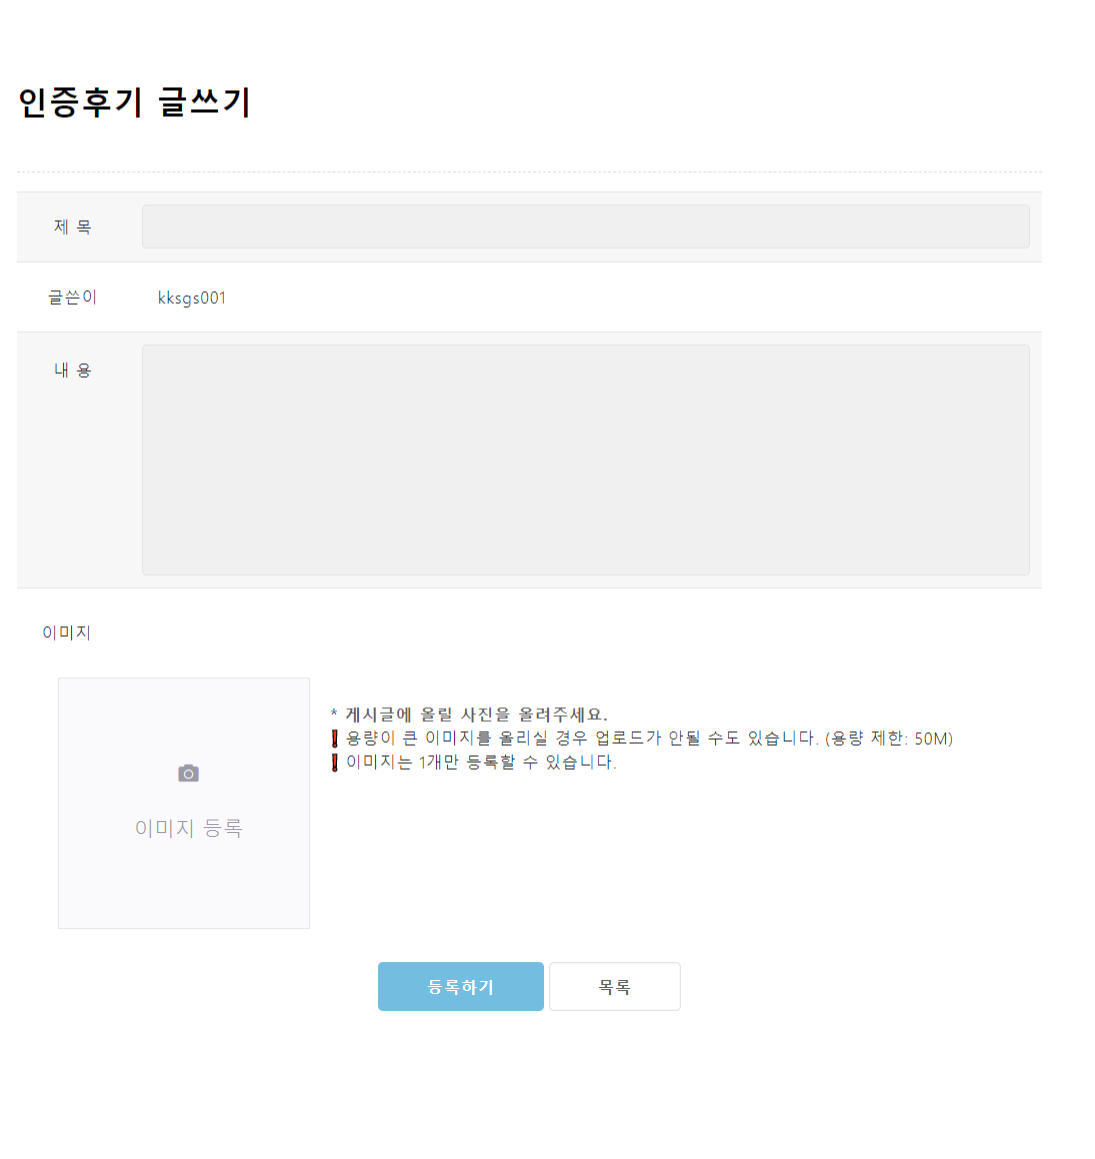 인증후기 글쓰기
제 목
글쓴이 kksgs001
내 용
이미지
* 게시글에 올릴 사진을 올려주세요.
❗ 용량이 큰 이미지를 올리실 경우 업로드가 안될 수도 있습니다. (용량 제한: 50M)
❗ 이미지는 1개만 등록할 수 있습니다.
이미지 등록
등록하기 목록